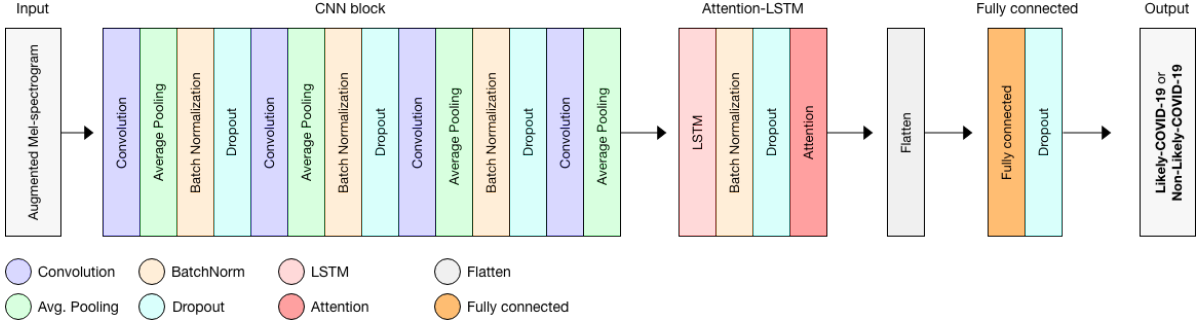 Input
CNN block
Attention-LSTM
Fully connected
Output
Augmented Mel-spectrogram
Convolution
Average Pooling
Batch Normalization
Dropout
Convolution
Average Pooling
Batch Normalization
Dropout
Convolution
Average Pooling
Batch Normalization
Dropout
Convolution
Average Pooling
LSTM
Batch Normalization
Dropout
Attention
Flatten
Fully connected
Dropout
Likely-COVID-19 or
Non-Likely-COVID-19
Convolution
BatchNorm
LSTM
Flatten
Avg. Pooling
Dropout
Attention
Fully connected